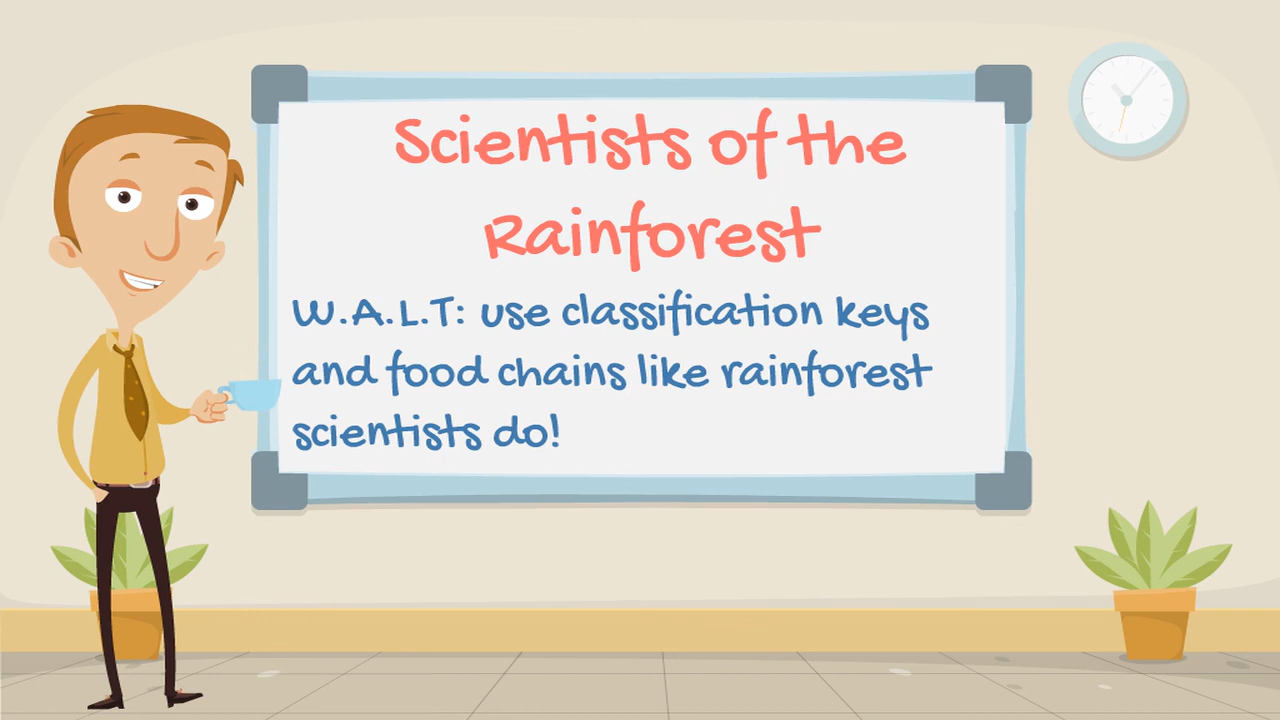 Scientists of the
Rainforest
W.A.L.T: use classification keys
and food chains like rainforest
scientists do!